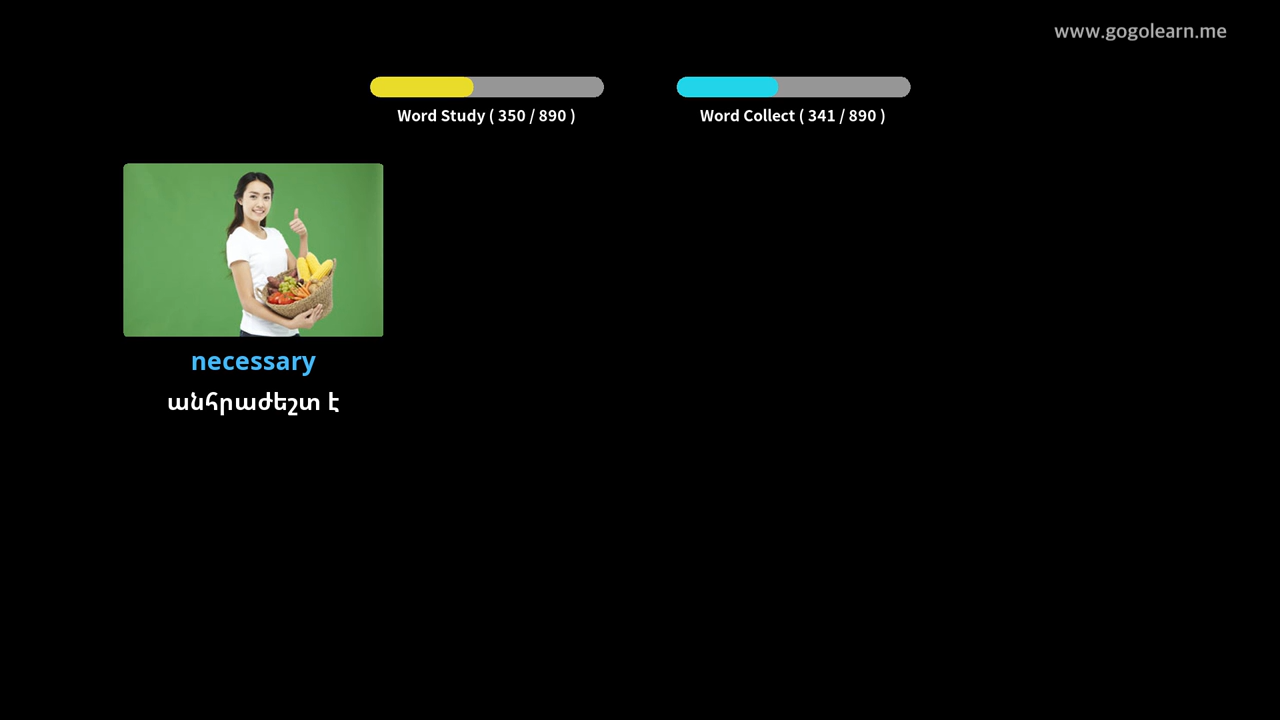 www.gogolearn.me
Word Study ( 350 / 890 )
Word Collect ( 341 / 890 )
necessary
անհրաժեշտ է